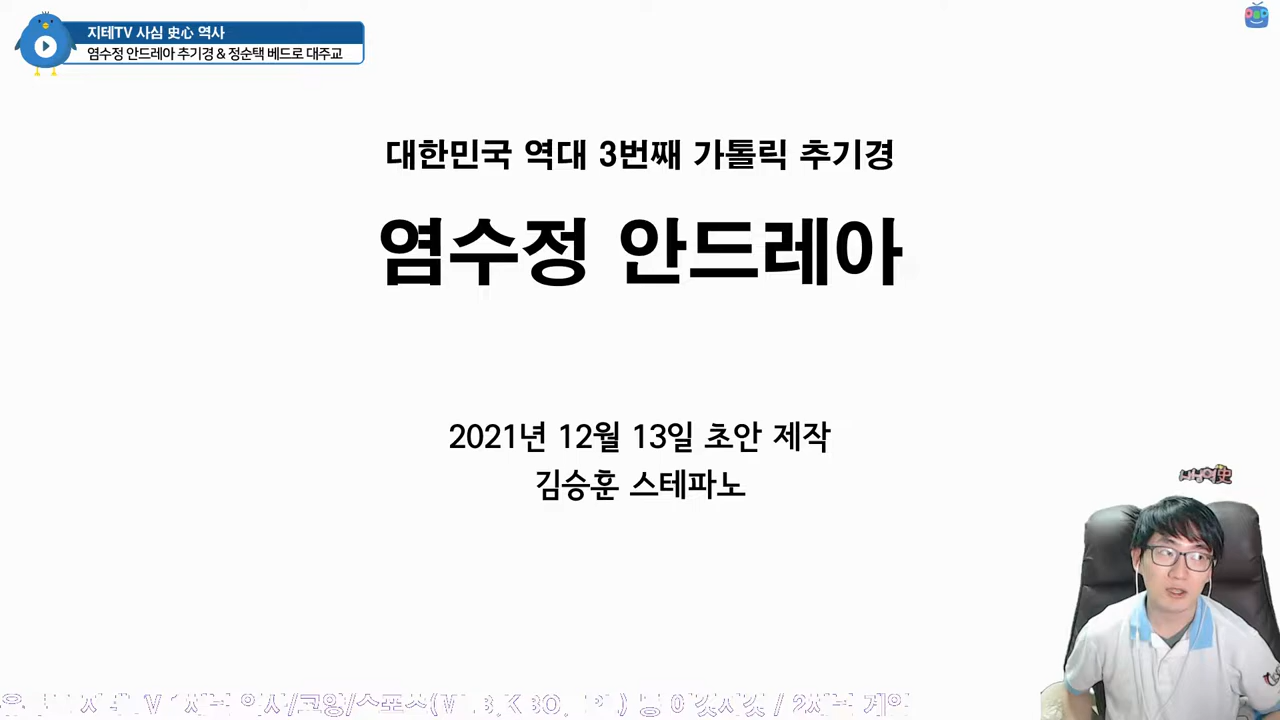 지테TV 사심 史心 역사
염수정 안드레아 추기경 & 정순택 베드로 대주교
대한민국 역대 3번째 가톨릭 추기경
염수정 안드레아
2021년 12월 13일 초안 제작
김승훈 스테파노